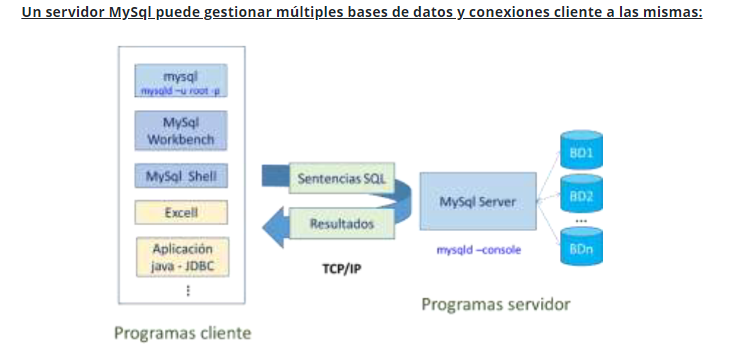 Un servidor MySql puede gestionar múltiples bases de datos y conexiones cliente a las mismas:
mysql
mysqld –u root -p
MySql
Workbench
MySql Shell
Excell
Aplicación
java - JDBC
⋮
Programas cliente
Sentencias SQL
Resultados
TCP/IP
MySql Server
mysqld –console
Programas servidor
BD1
BD2
...
BDn